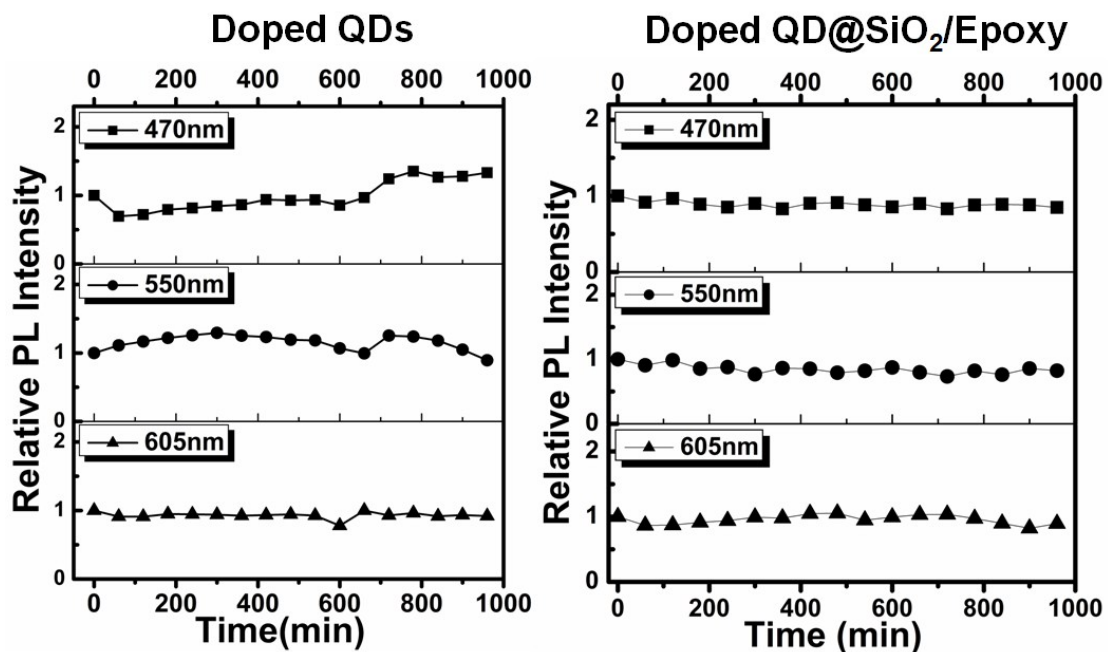 Doped QDs
0 200 400 600 800 1000
2
470nm
1
0
2
550nm
1
0
2
605nm
1
0
Relative PL Intensity
0 200 400 600 800 1000
Time(min)
Doped QD@SiO₂/Epoxy
0 200 400 600 800 1000
2
470nm
1
0
2
550nm
1
0
2
605nm
1
0
Relative PL Intensity
0 200 400 600 800 1000
Time (min)